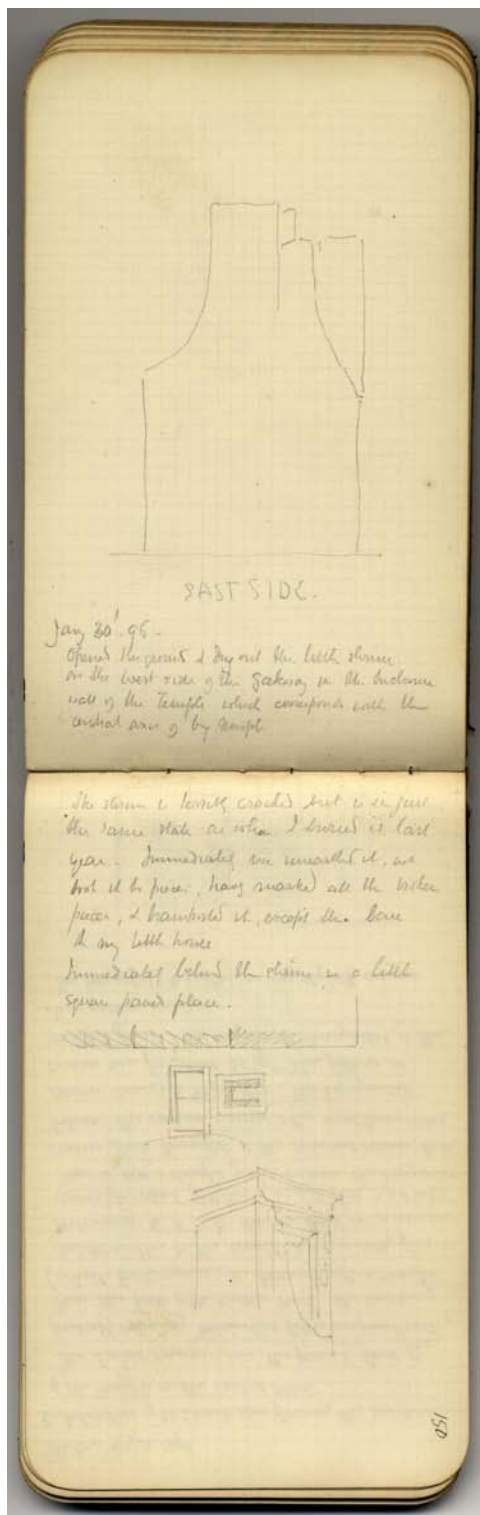 EAST SIDE.
Jany 30'. 96.
Opened the ground & dug out the little shrine
on the west side of the gateway in the Enclosure
wall of the Temple which corresponds with the
central axis of by Temple
The shrine is terribly cracked but is in just
the same state as when I buried it last
year. Immediately we unearthed it, we
took it to pieces, having marked all the broken
pieces, & transported it, except the base
to my little house
Immediately behind the shrine is a little
square paved place.
150